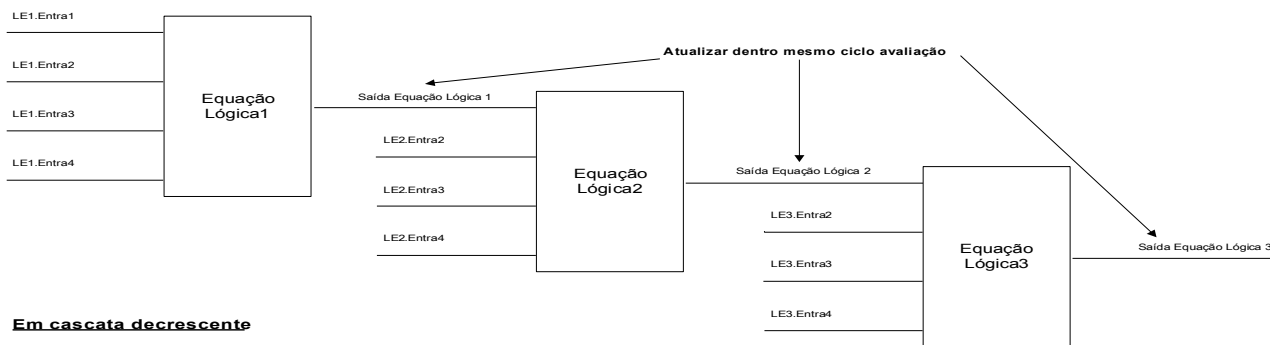 LE1.Entra1
LE1.Entra2
LE1.Entra3
LE1.Entra4
Equação
Lógica1
Atualizar dentro mesmo ciclo avaliação
Saída Equação Lógica 1
LE2.Entra2
LE2.Entra3
LE2.Entra4
Equação
Lógica2
Saída Equação Lógica 2
LE3.Entra2
LE3.Entra3
LE3.Entra4
Equação
Lógica3
Saída Equação Lógica 3
Em cascata decrescente